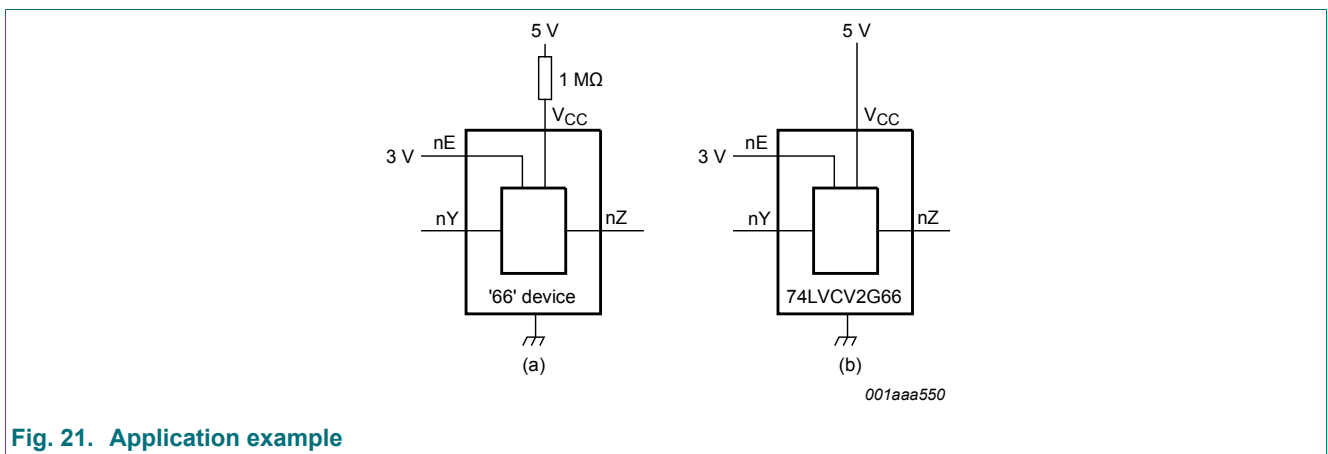 5 V
1 MΩ
VCC
nE
3 V
nY
nZ
'66' device
(a)
5 V
VCC
nE
3 V
nY
nZ
74LVCV2G66
(b)
001aaa550
Fig. 21. Application example